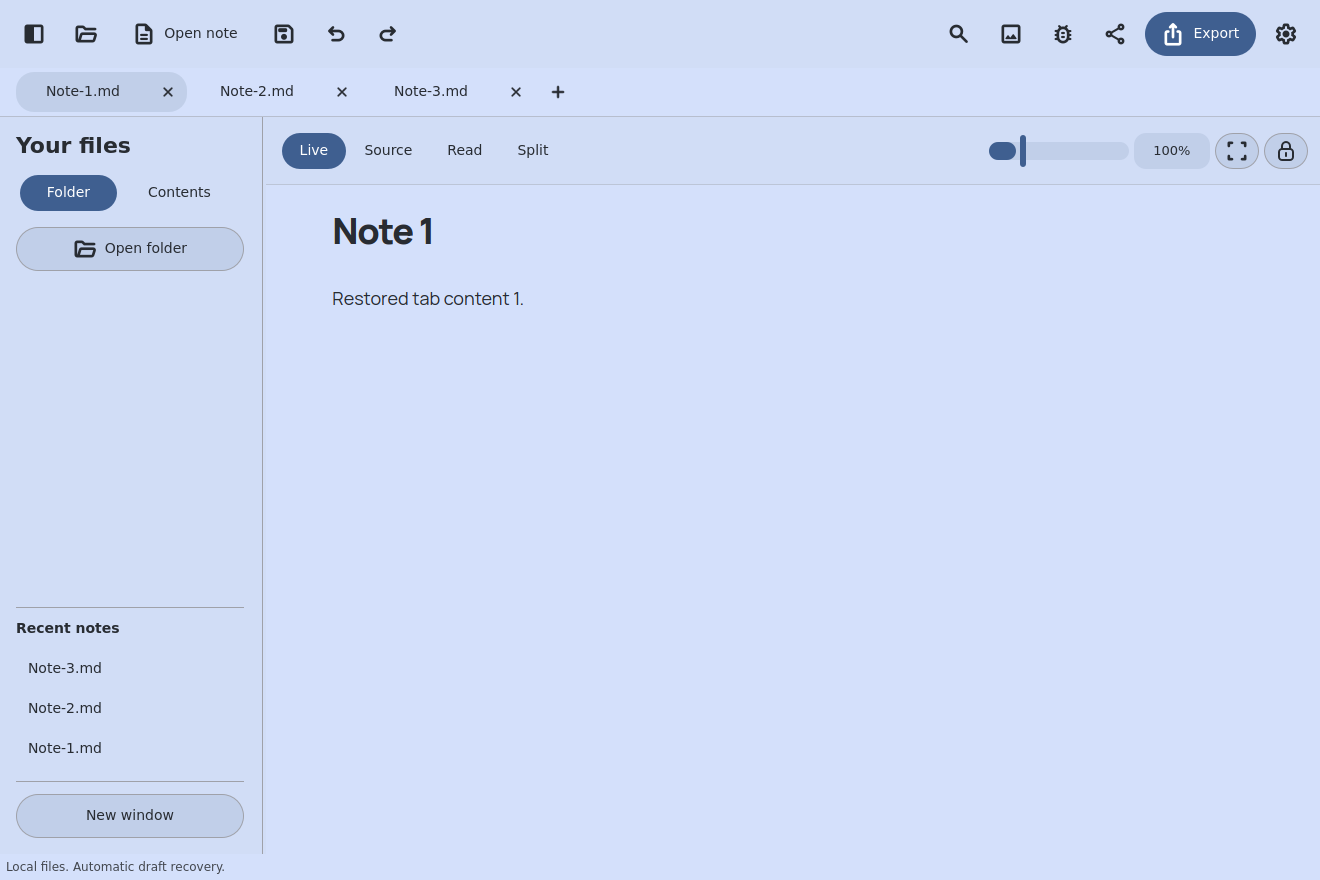 Open note
Export
Note-1.md
Note-2.md
Note-3.md
Your files
Folder
Contents
Open folder
Recent notes
Note-3.md
Note-2.md
Note-1.md
New window
Live
Source
Read
Split
100%
Note 1
Restored tab content 1.
Local files. Automatic draft recovery.